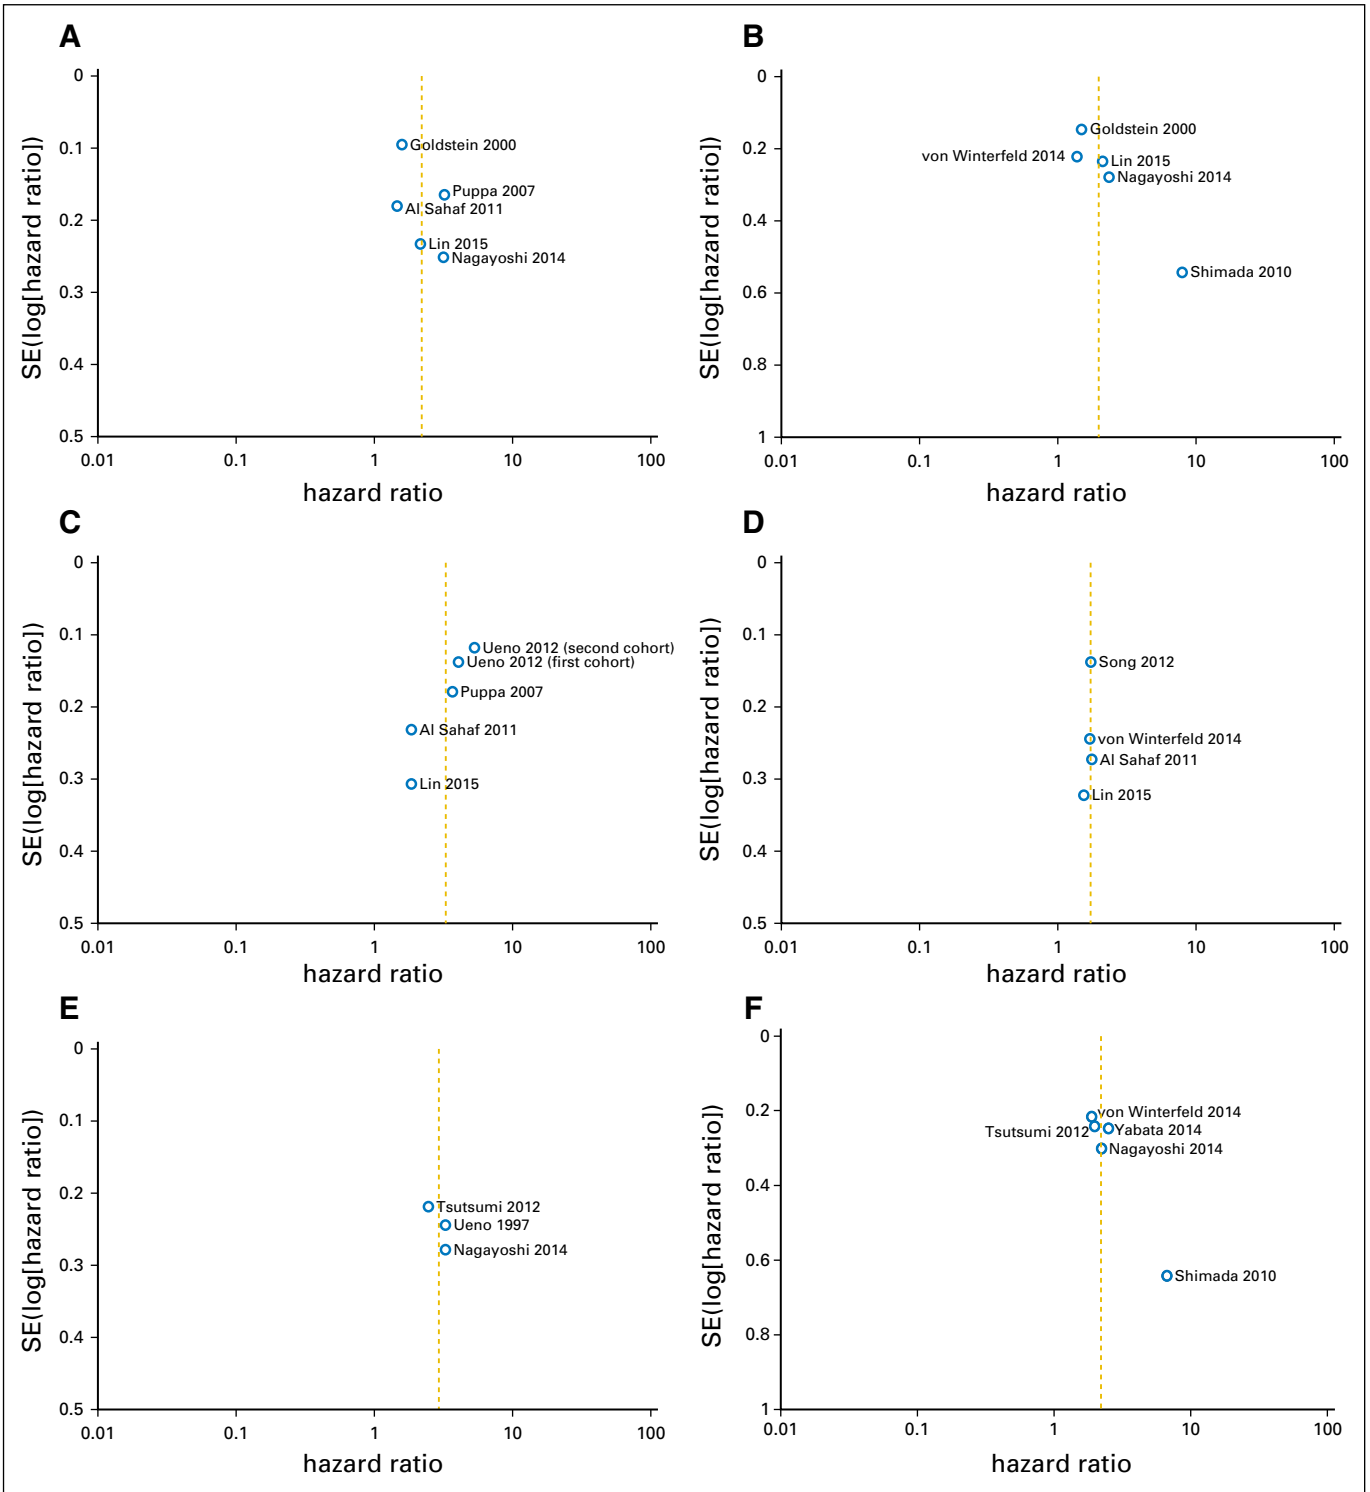 A
0
0.1
0.2
0.3
0.4
0.5
SE(log[hazard ratio])
Goldstein 2000
Puppa 2007
Al Sahaf 2011
Lin 2015
Nagayoshi 2014
0.01 0.1 1 10 100
hazard ratio
B
0
0.2
0.4
0.6
0.8
1
SE(log[hazard ratio])
Goldstein 2000
von Winterfeld 2014
Lin 2015
Nagayoshi 2014
Shimada 2010
0.01 0.1 1 10 100
hazard ratio
C
0
0.1
0.2
0.3
0.4
0.5
SE(log[hazard ratio])
Ueno 2012 (second cohort)
Ueno 2012 (first cohort)
Puppa 2007
Al Sahaf 2011
Lin 2015
0.01 0.1 1 10 100
hazard ratio
D
0
0.1
0.2
0.3
0.4
0.5
SE(log[hazard ratio])
Song 2012
von Winterfeld 2014
Al Sahaf 2011
Lin 2015
0.01 0.1 1 10 100
hazard ratio
E
0
0.1
0.2
0.3
0.4
0.5
SE(log[hazard ratio])
Tsutsumi 2012
Ueno 1997
Nagayoshi 2014
0.01 0.1 1 10 100
hazard ratio
F
0
0.2
0.4
0.6
0.8
1
SE(log[hazard ratio])
von Winterfeld 2014
Tsutsumi 2012
Yabata 2014
Nagayoshi 2014
Shimada 2010
0.01 0.1 1 10 100
hazard ratio